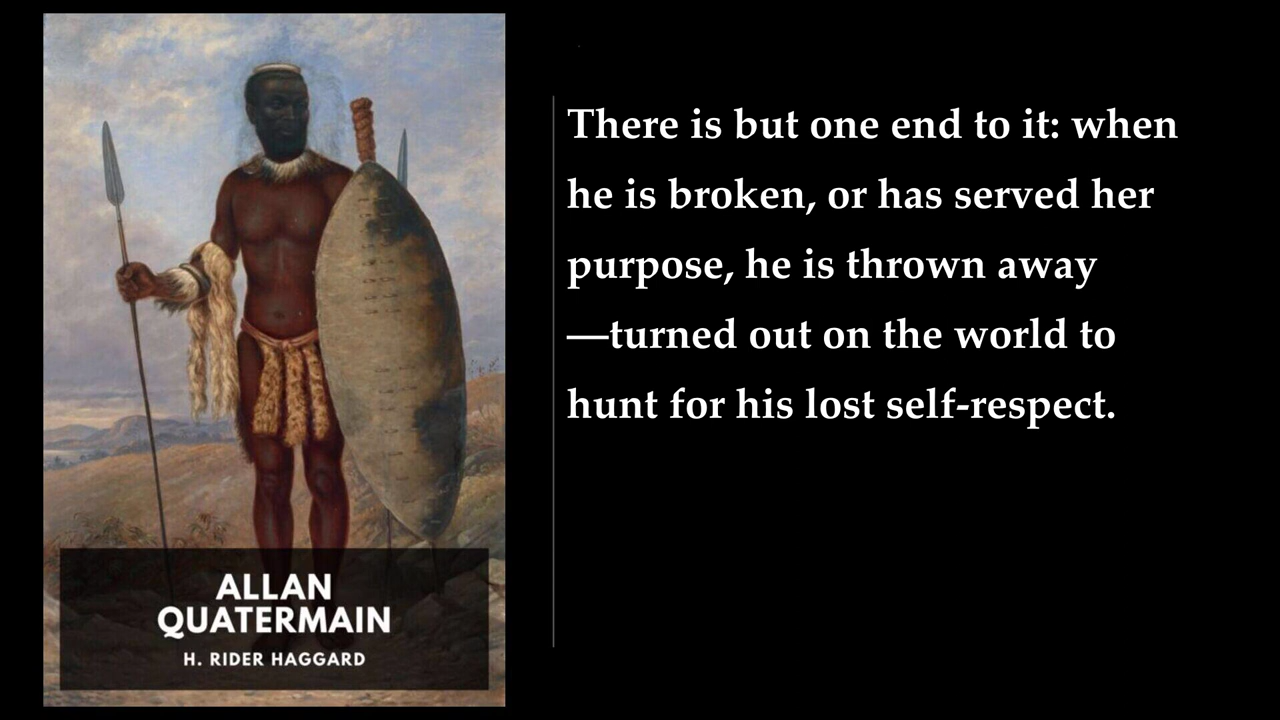 There is but one end to it: when
he is broken, or has served her
purpose, he is thrown away
—turned out on the world to
hunt for his lost self-respect.
ALLAN
QUATERMAIN
H. RIDER HAGGARD